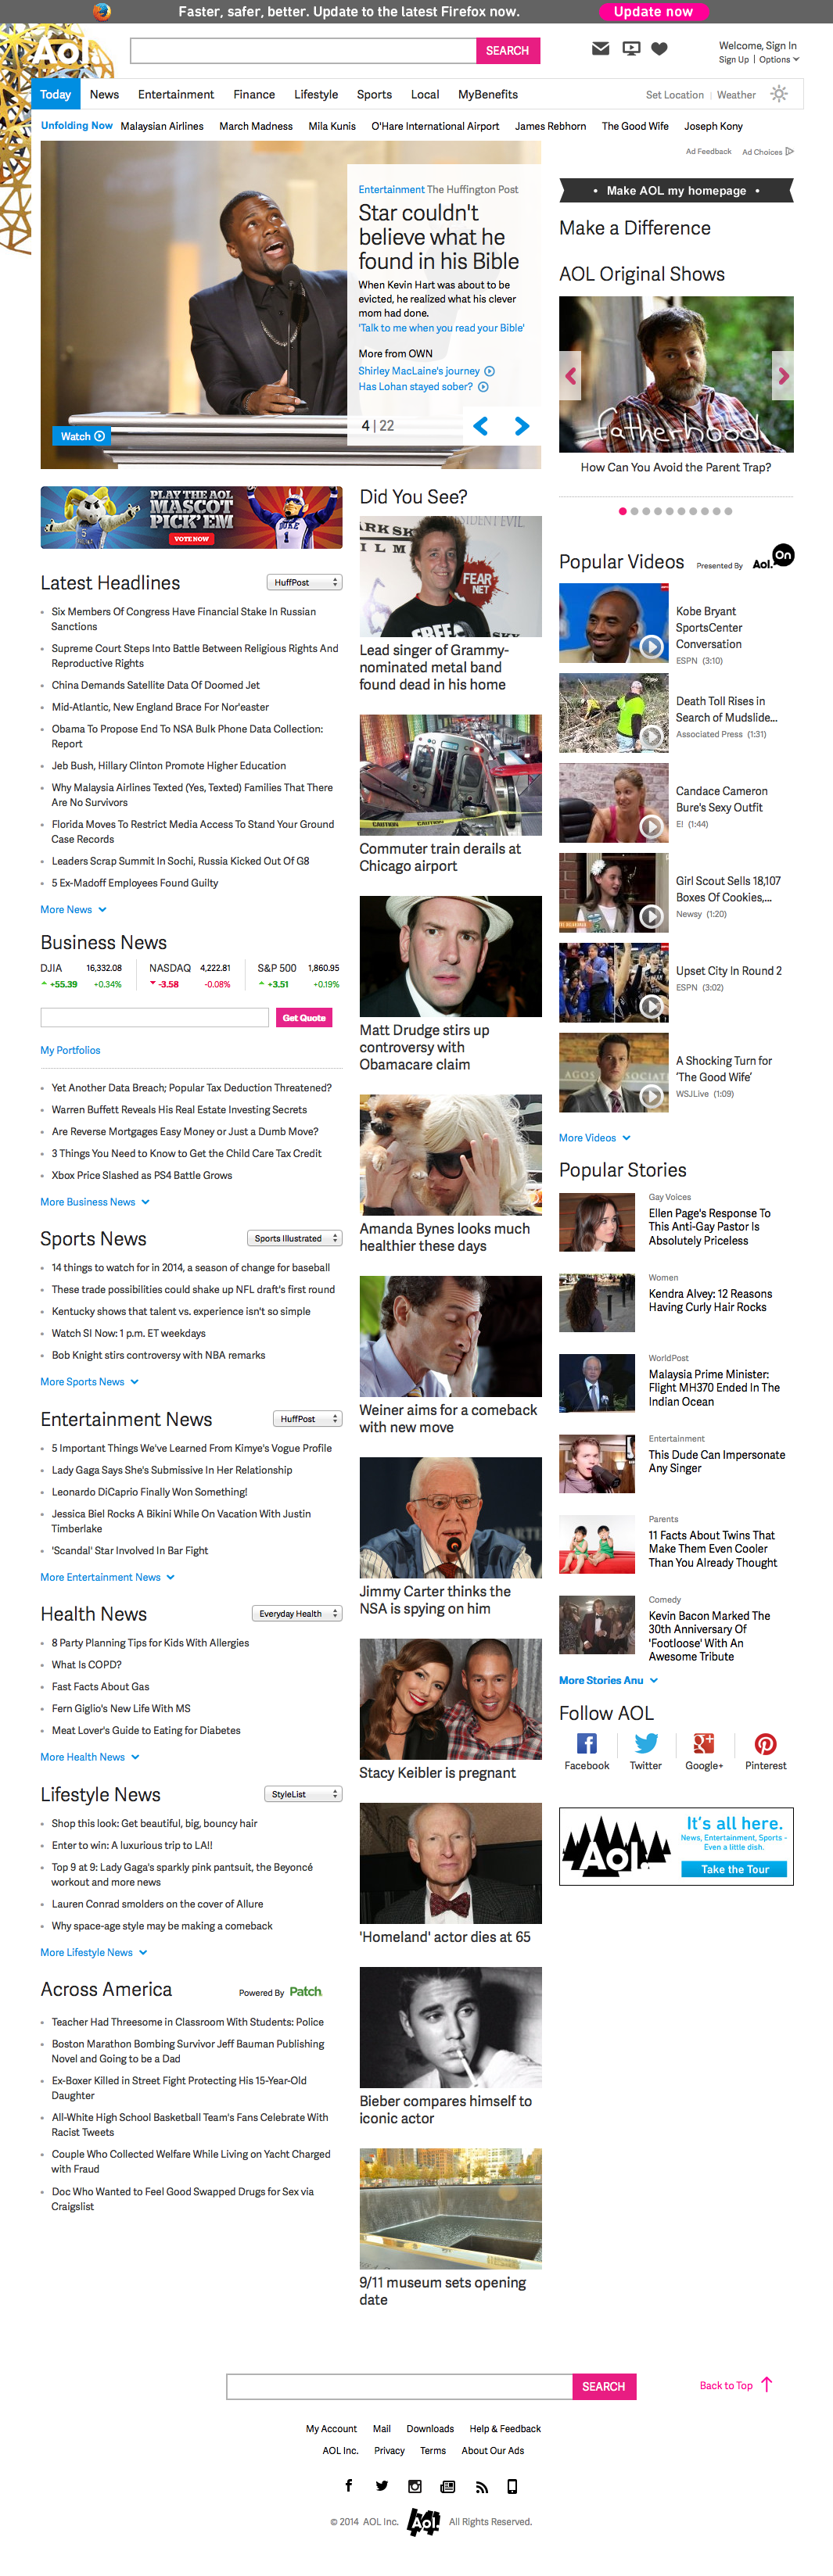 Faster, safer, better. Update to the latest Firefox now.
Update now
Aol.
SEARCH
Welcome, Sign In
Sign Up | Options
Today
News
Entertainment
Finance
Lifestyle
Sports
Local
MyBenefits
Set Location | Weather
Unfolding Now
Malaysian Airlines
March Madness
Mila Kunis
O'Hare International Airport
James Rebhorn
The Good Wife
Joseph Kony
Entertainment The Huffington Post
Star couldn't
believe what he
found in his Bible
When Kevin Hart was about to be
evicted, he realized what his clever
mom had done.
'Talk to me when you read your Bible'
More from OWN
Shirley MacLaine's journey
Has Lohan stayed sober?
4 | 22
Watch
PLAY THE AOL
MASCOT
PICK'EM
VOTE NOW
DUKE
1
Latest Headlines
HuffPost
Six Members Of Congress Have Financial Stake In Russian
Sanctions
Supreme Court Steps Into Battle Between Religious Rights And
Reproductive Rights
China Demands Satellite Data Of Doomed Jet
Mid-Atlantic, New England Brace For Nor'easter
Obama To Propose End To NSA Bulk Phone Data Collection:
Report
Jeb Bush, Hillary Clinton Promote Higher Education
Why Malaysia Airlines Texted (Yes, Texted) Families That There
Are No Survivors
Florida Moves To Restrict Media Access To Stand Your Ground
Case Records
Leaders Scrap Summit In Sochi, Russia Kicked Out Of G8
5 Ex-Madoff Employees Found Guilty
More News
Business News
DJIA 16,332.08
+55.39 +0.34%
NASDAQ 4,222.81
-3.58 -0.08%
S&P 500 1,860.95
+3.51 +0.19%
Get Quote
My Portfolios
Yet Another Data Breach; Popular Tax Deduction Threatened?
Warren Buffett Reveals His Real Estate Investing Secrets
Are Reverse Mortgages Easy Money or Just a Dumb Move?
3 Things You Need to Know to Get the Child Care Tax Credit
Xbox Price Slashed as PS4 Battle Grows
More Business News
Sports News
Sports Illustrated
14 things to watch for in 2014, a season of change for baseball
These trade possibilities could shake up NFL draft's first round
Kentucky shows that talent vs. experience isn't so simple
Watch SI Now: 1 p.m. ET weekdays
Bob Knight stirs controversy with NBA remarks
More Sports News
Entertainment News
HuffPost
5 Important Things We've Learned From Kimye's Vogue Profile
Lady Gaga Says She's Submissive In Her Relationship
Leonardo DiCaprio Finally Won Something!
Jessica Biel Rocks A Bikini While On Vacation With Justin
Timberlake
'Scandal' Star Involved In Bar Fight
More Entertainment News
Health News
Everyday Health
8 Party Planning Tips for Kids With Allergies
What Is COPD?
Fast Facts About Gas
Fern Giglio's New Life With MS
Meat Lover's Guide to Eating for Diabetes
More Health News
Lifestyle News
StyleList
Shop this look: Get beautiful, big, bouncy hair
Enter to win: A luxurious trip to LA!!
Top 9 at 9: Lady Gaga's sparkly pink pantsuit, the Beyoncé
workout and more news
Lauren Conrad smolders on the cover of Allure
Why space-age style may be making a comeback
More Lifestyle News
Across America
Powered By Patch
Teacher Had Threesome in Classroom With Students: Police
Boston Marathon Bombing Survivor Jeff Bauman Publishing
Novel and Going to be a Dad
Ex-Boxer Killed in Street Fight Protecting His 15-Year-Old
Daughter
All-White High School Basketball Team's Fans Celebrate With
Racist Tweets
Couple Who Collected Welfare While Living on Yacht Charged
with Fraud
Doc Who Wanted to Feel Good Swapped Drugs for Sex via
Craigslist
Did You See?
FEAR
NET
Lead singer of Grammy-
nominated metal band
found dead in his home
CAUTION
Commuter train derails at
Chicago airport
Matt Drudge stirs up
controversy with
Obamacare claim
Amanda Bynes looks much
healthier these days
Weiner aims for a comeback
with new move
Jimmy Carter thinks the
NSA is spying on him
Stacy Keibler is pregnant
'Homeland' actor dies at 65
Bieber compares himself to
iconic actor
9/11 museum sets opening
date
Ad Feedback
Ad Choices
• Make AOL my homepage •
Make a Difference
AOL Original Shows
fatherhood
How Can You Avoid the Parent Trap?
Popular Videos
Presented By Aol. On
Kobe Bryant
SportsCenter
Conversation
ESPN (3:10)
Death Toll Rises in
Search of Mudslide...
Associated Press (1:31)
Candace Cameron
Bure's Sexy Outfit
E! (1:44)
Girl Scout Sells 18,107
Boxes Of Cookies,...
Newsy (1:20)
Upset City In Round 2
ESPN (3:02)
A Shocking Turn for
'The Good Wife'
WSJLive (1:09)
More Videos
Popular Stories
Gay Voices
Ellen Page's Response To
This Anti-Gay Pastor Is
Absolutely Priceless
Women
Kendra Alvey: 12 Reasons
Having Curly Hair Rocks
WorldPost
Malaysia Prime Minister:
Flight MH370 Ended In The
Indian Ocean
Entertainment
This Dude Can Impersonate
Any Singer
Parents
11 Facts About Twins That
Make Them Even Cooler
Than You Already Thought
Comedy
Kevin Bacon Marked The
30th Anniversary Of
'Footloose' With An
Awesome Tribute
More Stories Anu
Follow AOL
Facebook
Twitter
Google+
Pinterest
Aol.
It's all here.
News, Entertainment, Sports -
Even a little dish.
Take the Tour
SEARCH
Back to Top
My Account
Mail
Downloads
Help & Feedback
AOL Inc.
Privacy
Terms
About Our Ads
© 2014 AOL Inc. Aol. All Rights Reserved.